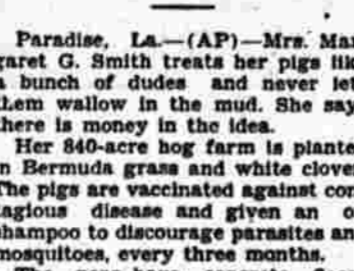 Paradise, La.—(AP)—Mrs. Mar
garet G. Smith treats her pigs lik
a bunch of dudes and never let
them wallow in the mud. She say
there is money in the idea.
Her 840-acre hog farm is plante
in Bermuda grass and white clove
The pigs are vaccinated against con
tagious disease and given an o
shampoo to discourage parasites an
mosquitoes, every three months.